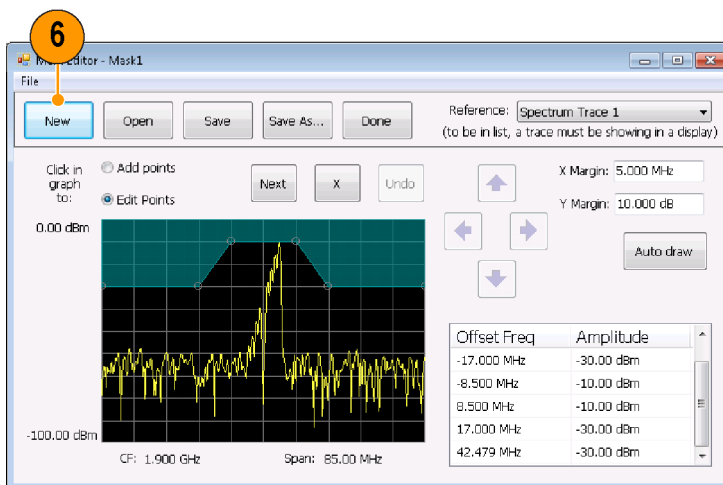 6
Editor - Mask1
File
New Open Save Save As... Done
Reference: Spectrum Trace 1
(to be in list, a trace must be showing in a display)
Click in graph to:
Add points
Edit Points
Next X Undo
X Margin: 5.000 MHz
Y Margin: 10.000 dB
Auto draw
0.00 dBm
-100.00 dBm
CF: 1.900 GHz Span: 85.00 MHz
Offset Freq Amplitude
-17.000 MHz -30.00 dBm
-8.500 MHz -10.00 dBm
8.500 MHz -10.00 dBm
17.000 MHz -30.00 dBm
42.479 MHz -30.00 dBm